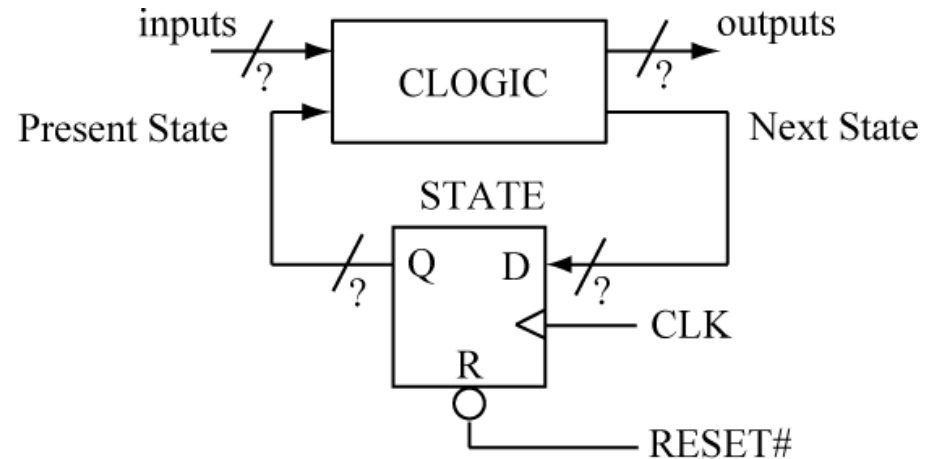 inputs
outputs
?
?
CLOGIC
Present State
Next State
STATE
Q
D
?
?
CLK
R
RESET#